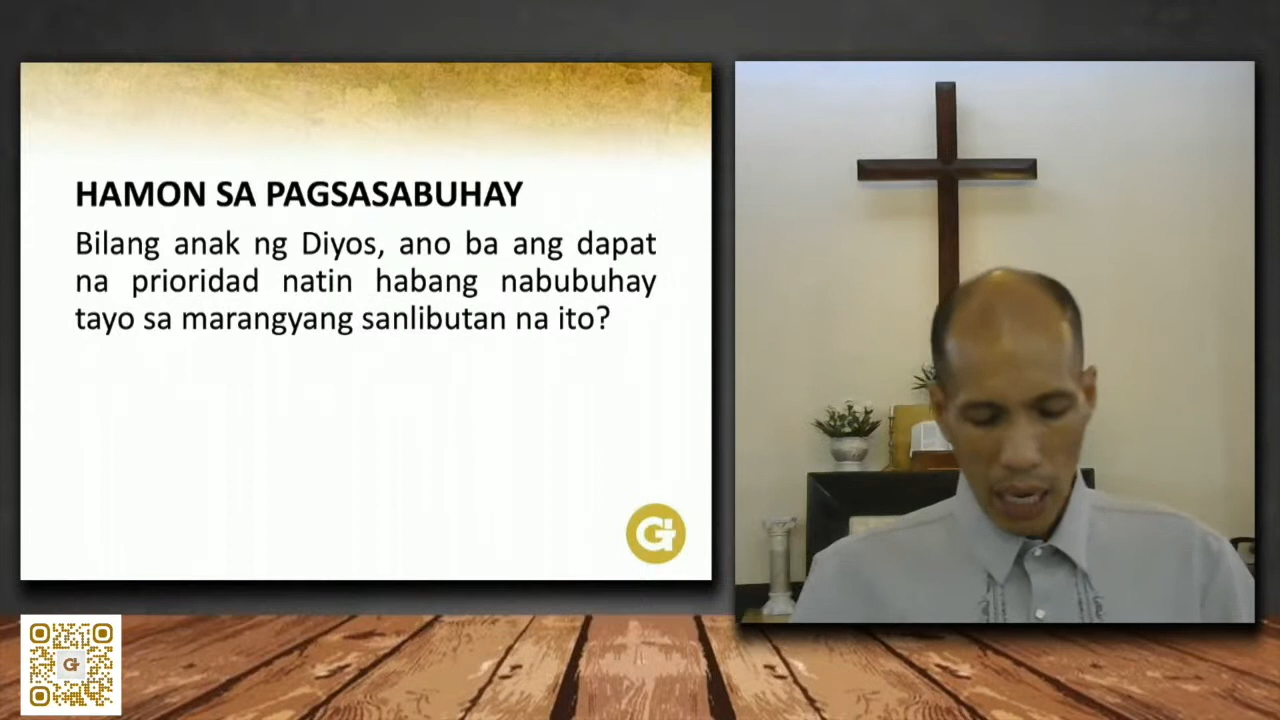 HAMON SA PAGSASABUHAY
Bilang anak ng Diyos, ano ba ang dapat
na prioridad natin habang nabubuhay
tayo sa marangyang sanlibutan na ito?